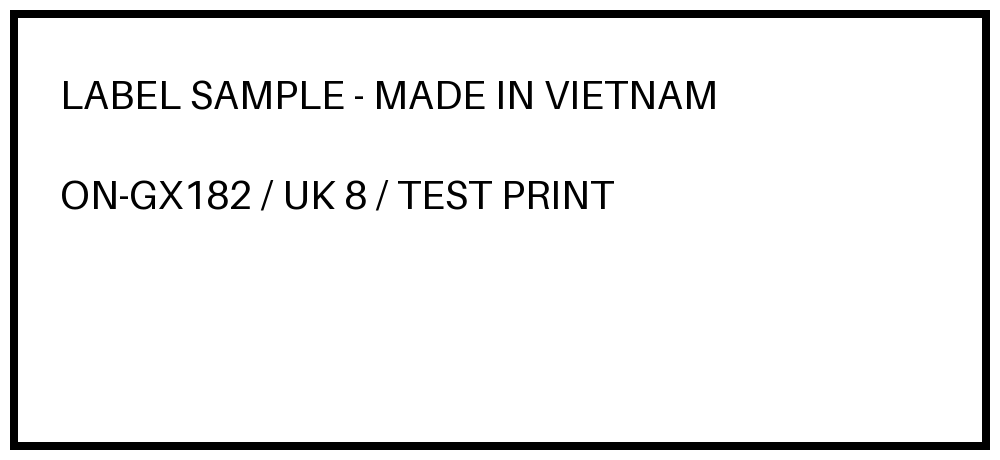 LABEL SAMPLE - MADE IN VIETNAM
ON-GX182 / UK 8 / TEST PRINT